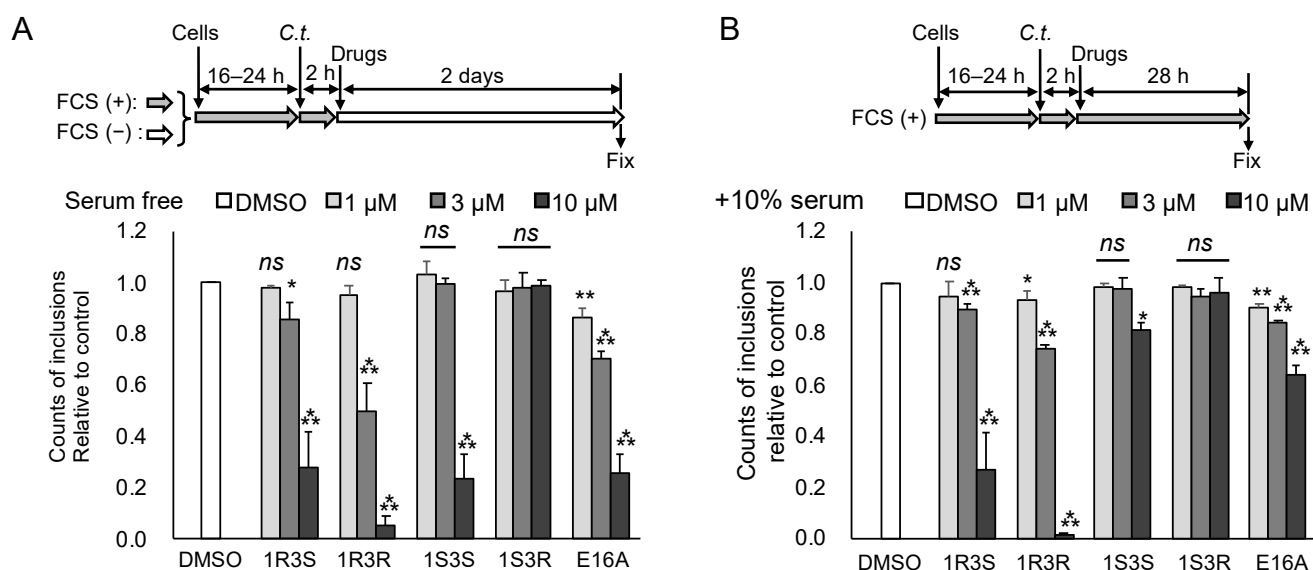 A
Cells
C.t.
Drugs
16–24 h
2 h
2 days
FCS (+):
FCS (−) :
Fix
Serum free
DMSO
1 µM
3 µM
10 µM
Counts of inclusions
Relative to control
1.2
1.0
0.8
0.6
0.4
0.2
0.0
ns
*
ns
***
***
***
ns
***
ns
**
***
***
DMSO
1R3S
1R3R
1S3S
1S3R
E16A
B
Cells
C.t.
Drugs
16–24 h
2 h
28 h
FCS (+)
Fix
+10% serum
DMSO
1 µM
3 µM
10 µM
Counts of inclusions
relative to control
1.2
1.0
0.8
0.6
0.4
0.2
0.0
ns
***
***
*
***
***
ns
*
ns
**
***
***
DMSO
1R3S
1R3R
1S3S
1S3R
E16A